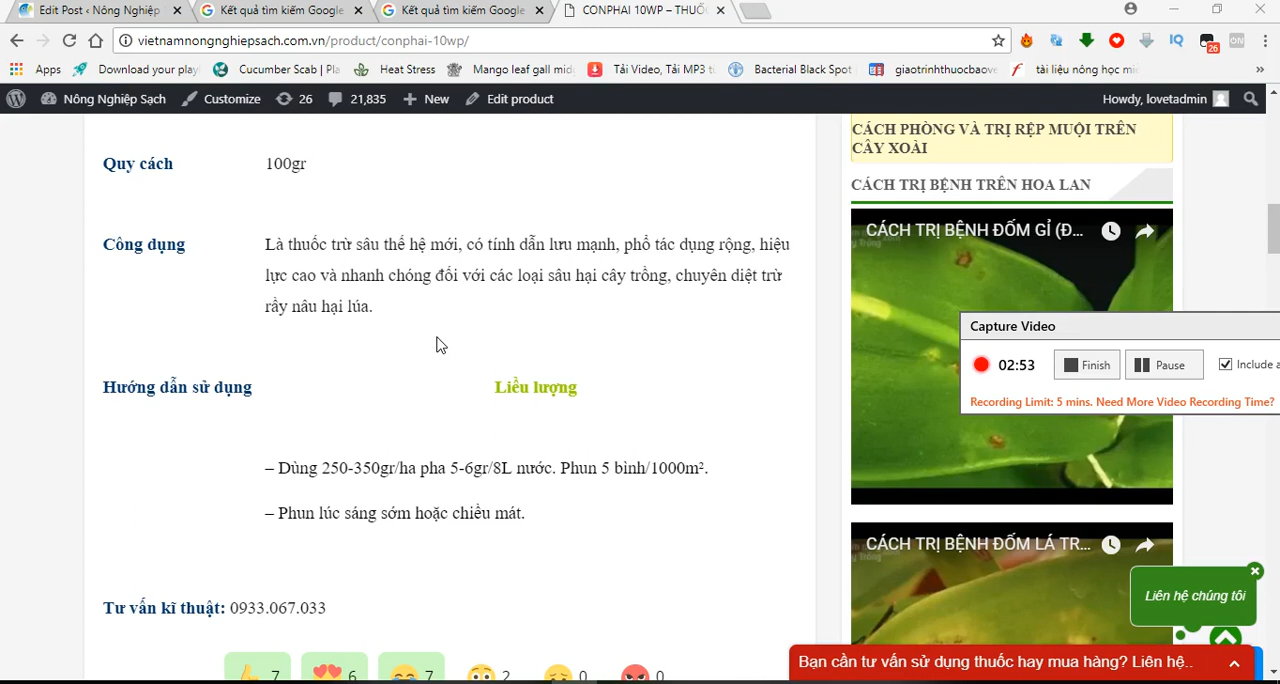 Edit Post ‹ Nông Nghiệp
Kết quả tìm kiếm Google
Kết quả tìm kiếm Google
CONPHAI 10WP – THUỐC
vietnamnongnghiepsach.com.vn/product/conphai-10wp/
26
IQ
ON
Apps
Download your play
Cucumber Scab | Pla
Heat Stress
Mango leaf gall mid
Tải Video, Tải MP3 từ
Bacterial Black Spot
giaotrinhthuocbaove
tài liệu nông học mi
»
Nông Nghiệp Sạch
Customize
26
21,835
New
Edit product
Howdy, lovetadmin
CÁCH PHÒNG VÀ TRỊ RỆP MUỘI TRÊN
CÂY XOÀI
Quy cách
100gr
CÁCH TRỊ BỆNH TRÊN HOA LAN
CÁCH TRỊ BỆNH ĐỐM GỈ (Đ...
Công dụng
Là thuốc trừ sâu thế hệ mới, có tính dẫn lưu mạnh, phổ tác dụng rộng, hiệu
lực cao và nhanh chóng đối với các loại sâu hại cây trồng, chuyên diệt trừ
rầy nâu hại lúa.
Capture Video
02:53
Finish
Pause
Include a
Recording Limit: 5 mins. Need More Video Recording Time?
Hướng dẫn sử dụng
Liều lượng
– Dùng 250-350gr/ha pha 5-6gr/8L nước. Phun 5 bình/1000m².
– Phun lúc sáng sớm hoặc chiều mát.
CÁCH TRỊ BỆNH ĐỐM LÁ TR...
Liên hệ chúng tôi
Tư vấn kĩ thuật: 0933.067.033
7
6
7
2
0
0
Bạn cần tư vấn sử dụng thuốc hay mua hàng? Liên hệ..